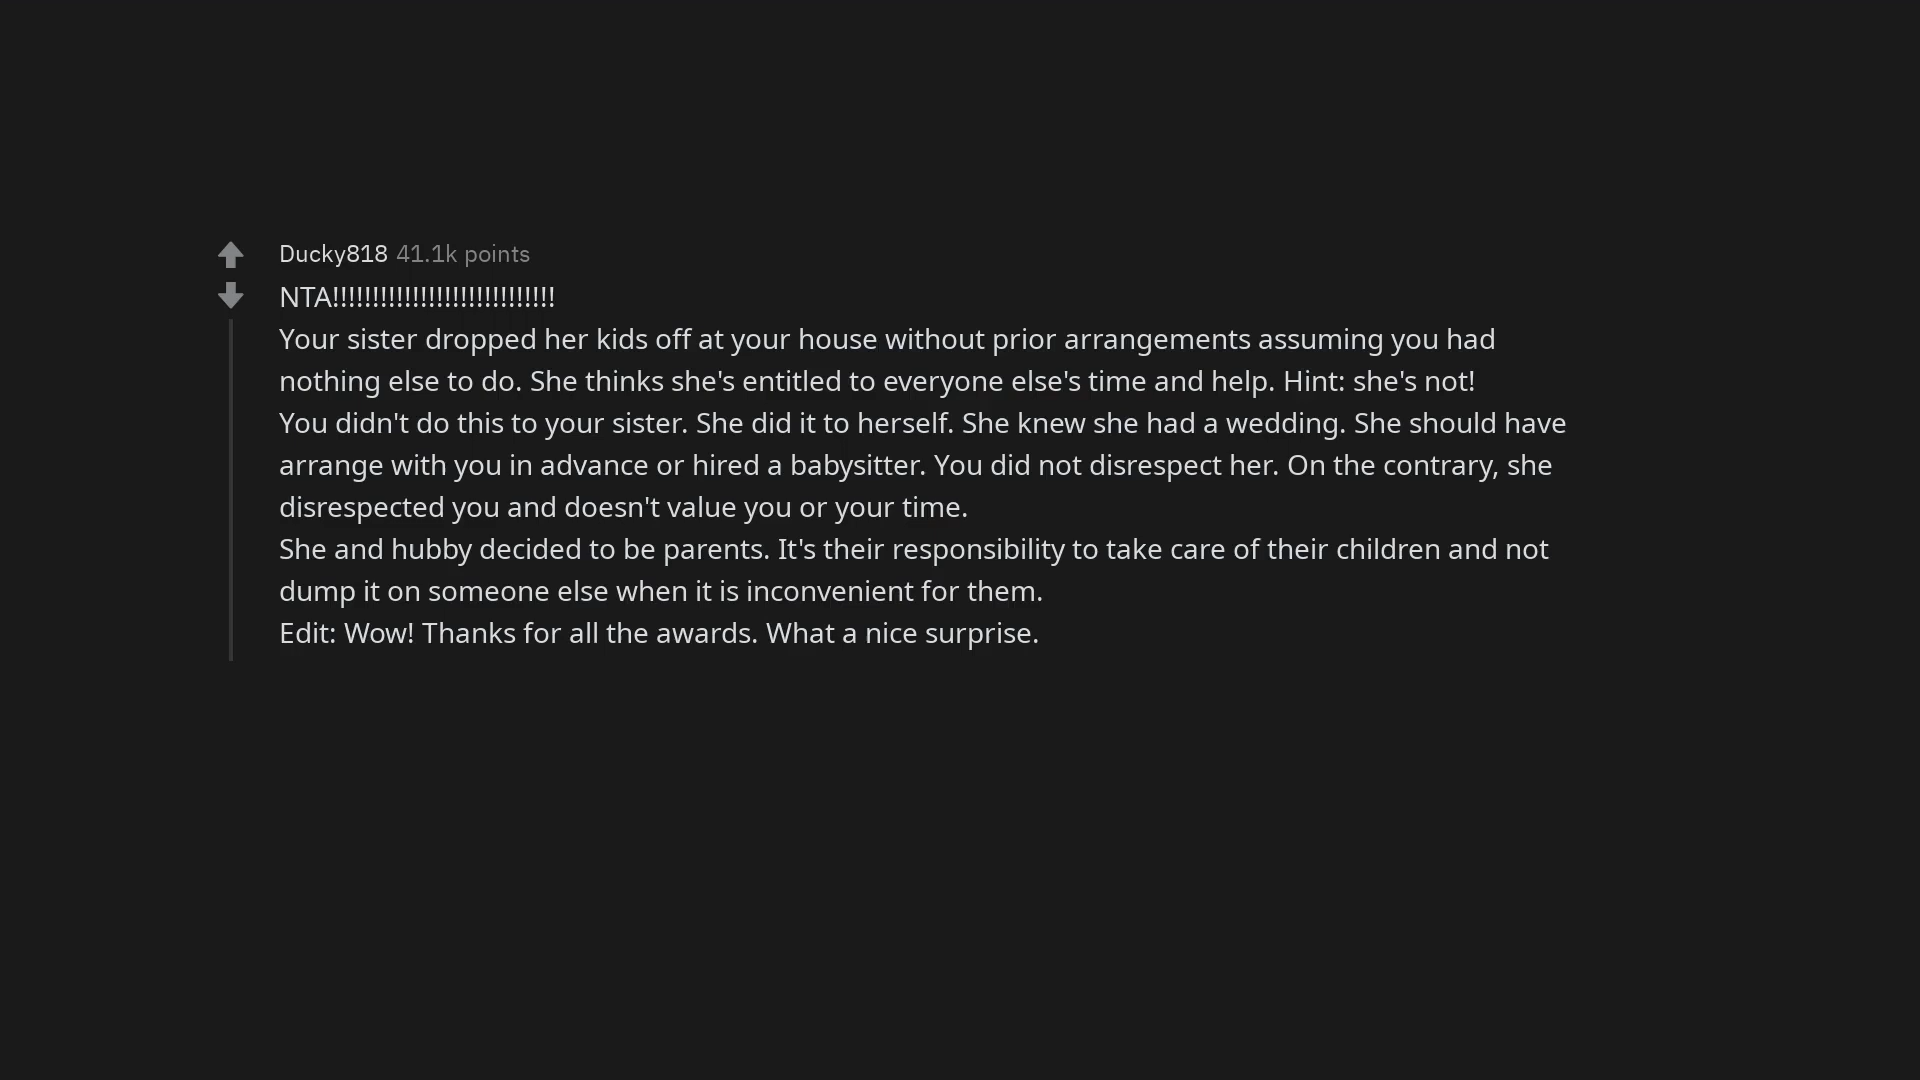 Ducky818 41.1k points
NTA!!!!!!!!!!!!!!!!!!!!!!!!!!!!
Your sister dropped her kids off at your house without prior arrangements assuming you had
nothing else to do. She thinks she's entitled to everyone else's time and help. Hint: she's not!
You didn't do this to your sister. She did it to herself. She knew she had a wedding. She should have
arrange with you in advance or hired a babysitter. You did not disrespect her. On the contrary, she
disrespected you and doesn't value you or your time.
She and hubby decided to be parents. It's their responsibility to take care of their children and not
dump it on someone else when it is inconvenient for them.
Edit: Wow! Thanks for all the awards. What a nice surprise.